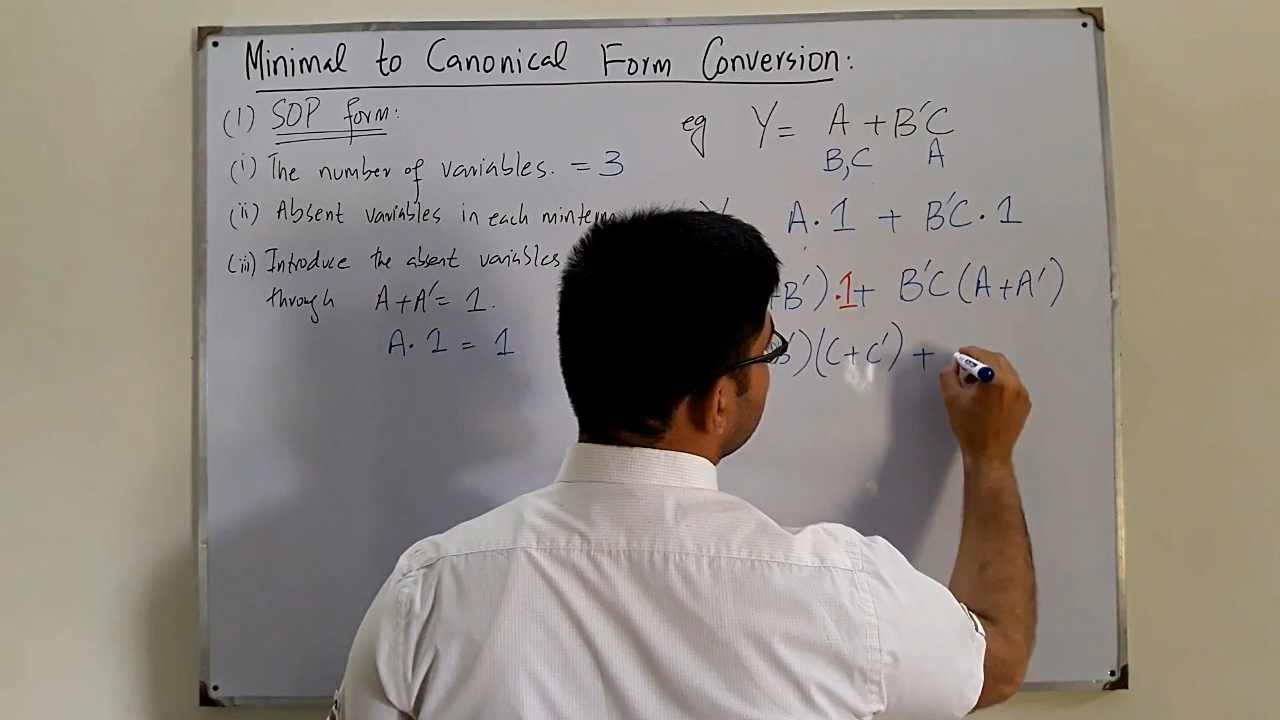 Minimal to Canonical Form Conversion:
(1) SOP form:
(i) The number of variables. = 3
(ii) Absent variables in each minterm
(iii) Introduce the absent variables
through A+A'= 1.
A. 1 = 1
eg Y= A +B'C
B,C A
A.1 + B'C.1
+B').1+ B'C(A+A')
B')(C+C') +